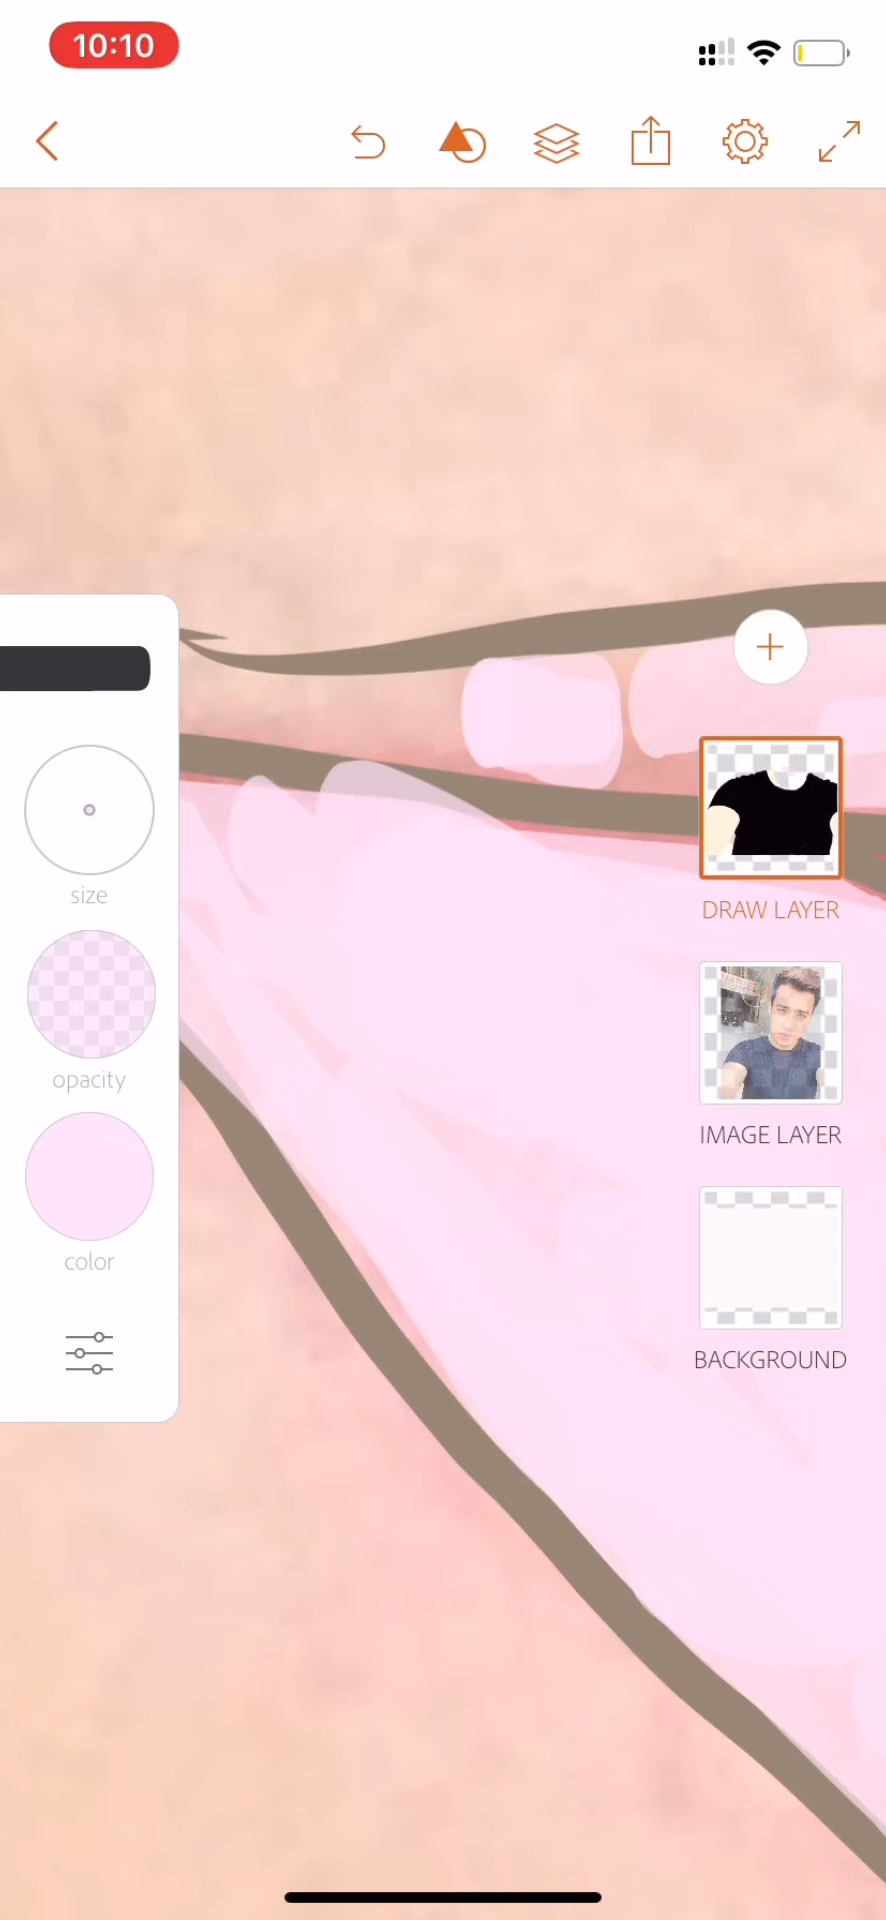 10:10
size
opacity
color
DRAW LAYER
IMAGE LAYER
BACKGROUND